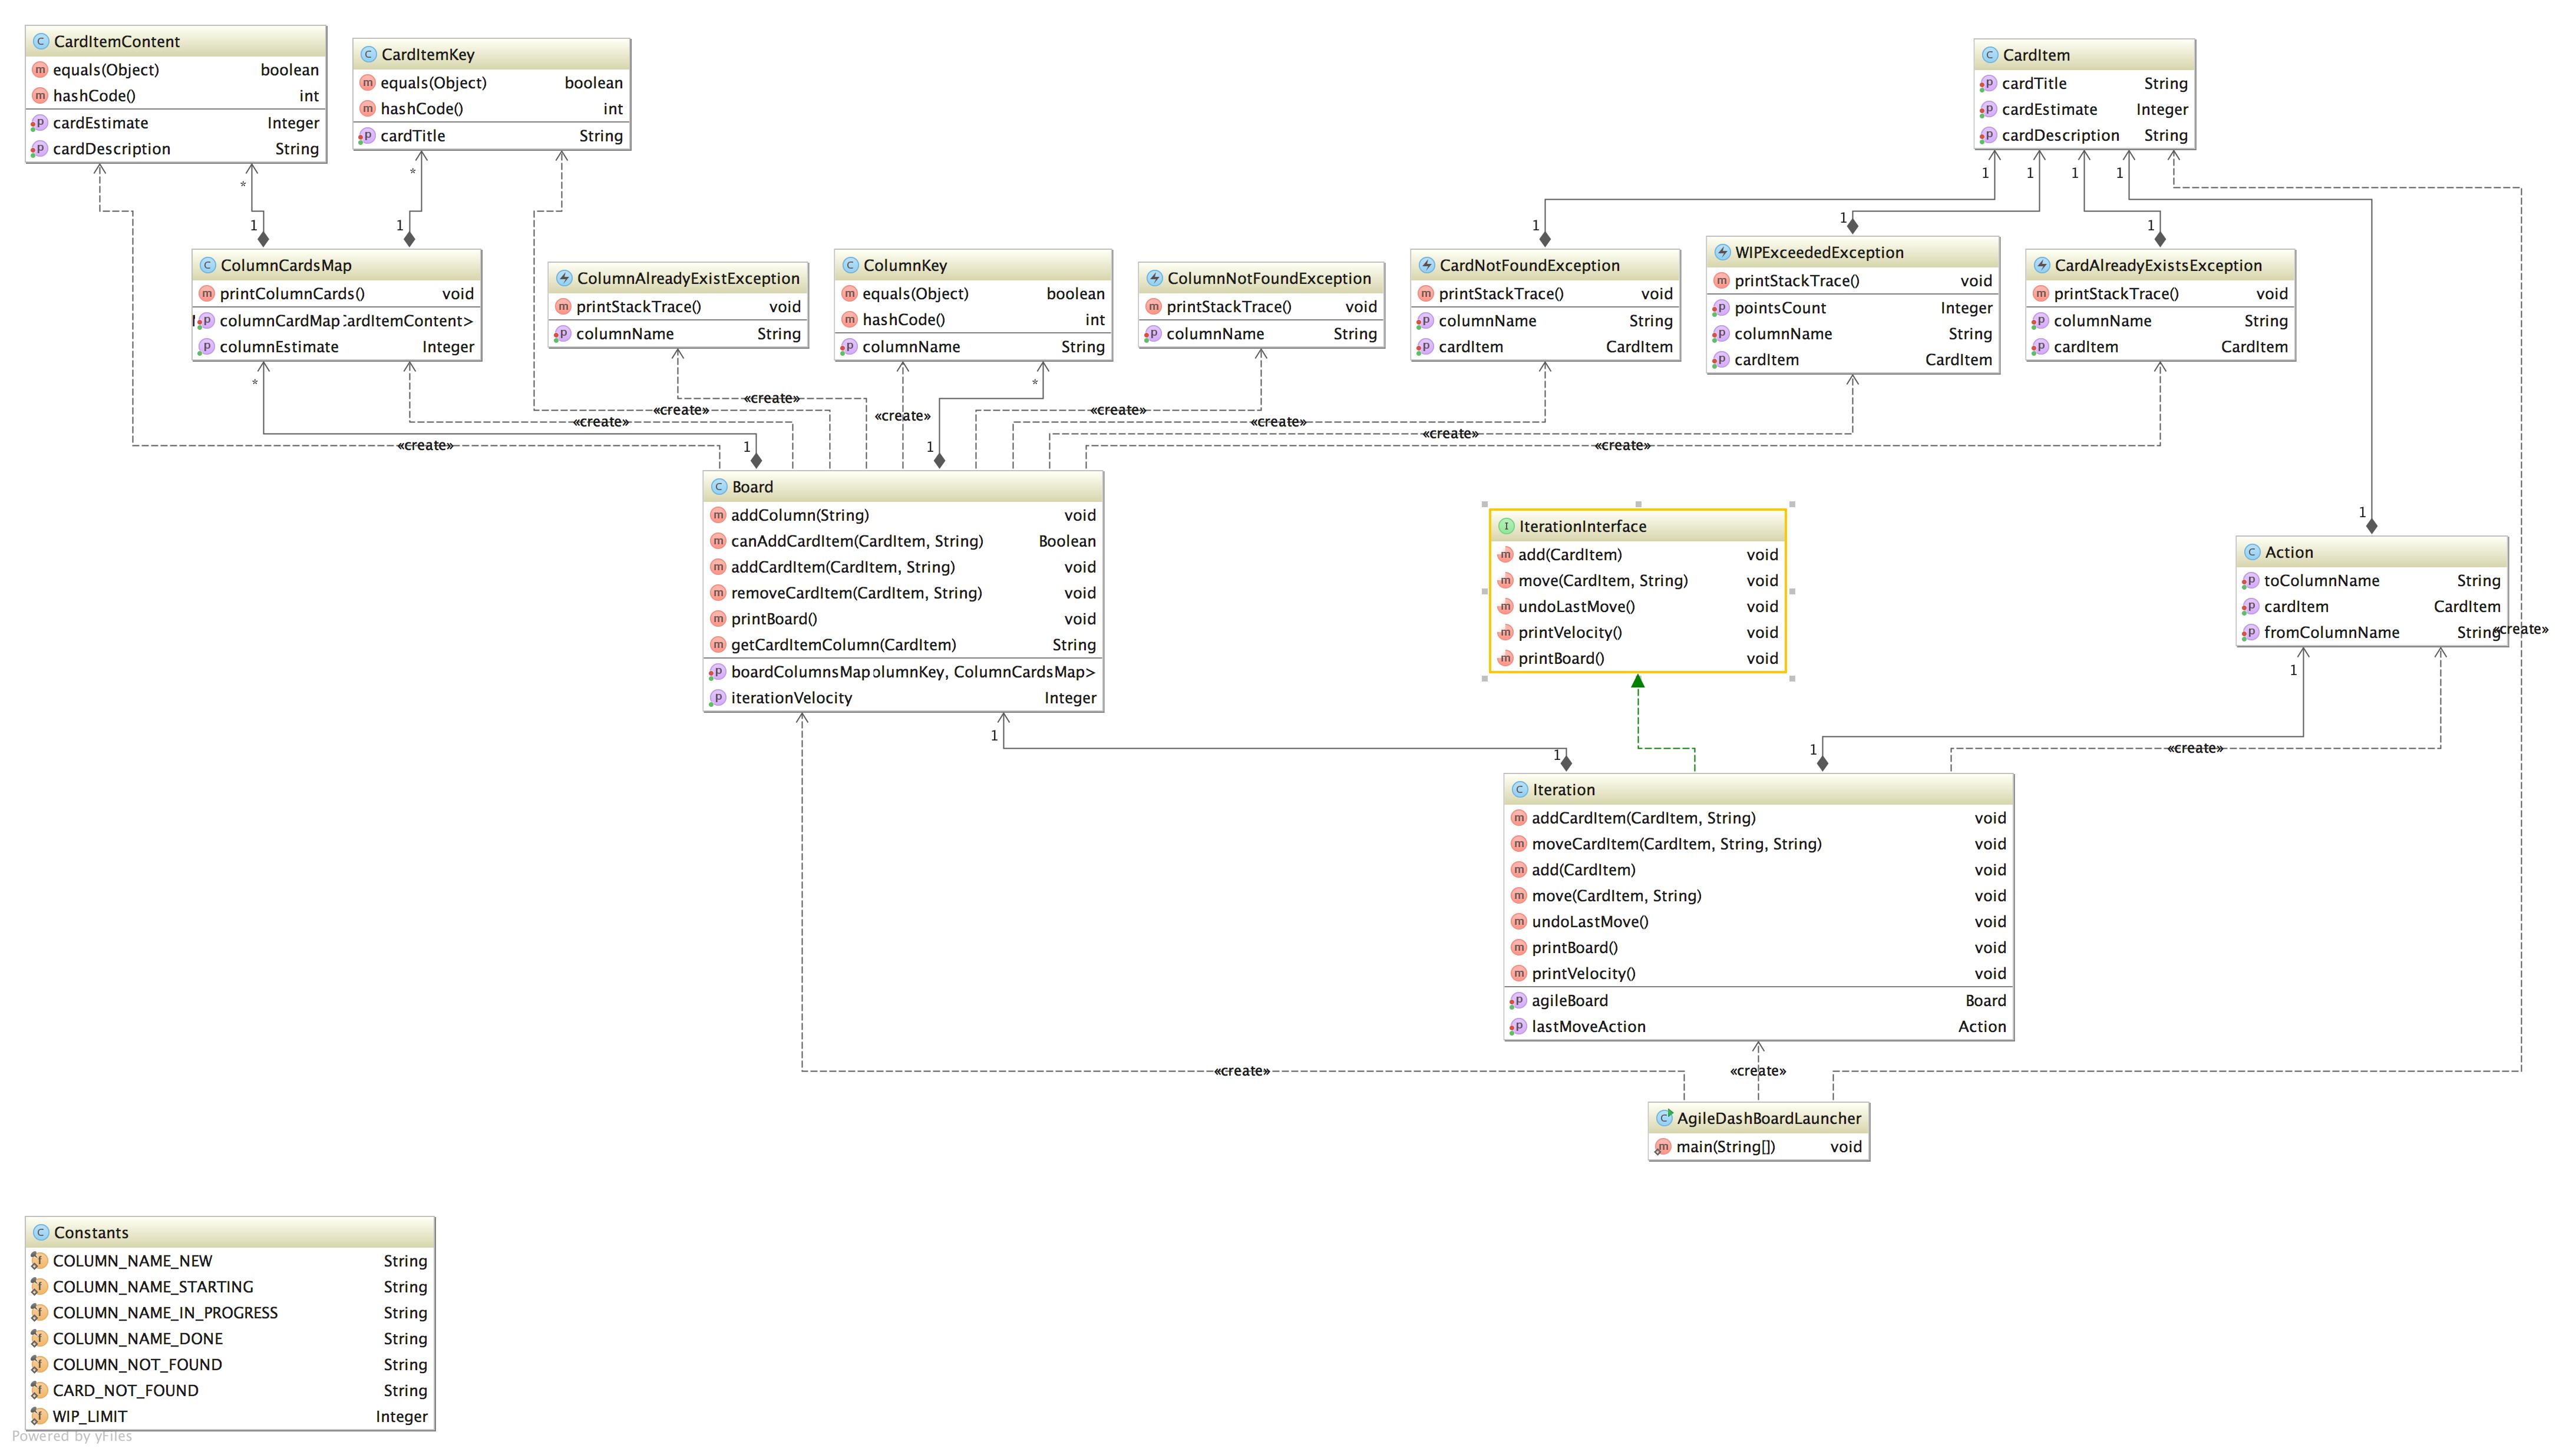 CardItemContent
equals(Object) boolean
hashCode() int
cardEstimate Integer
cardDescription String
CardItemKey
equals(Object) boolean
hashCode() int
cardTitle String
CardItem
cardTitle String
cardEstimate Integer
cardDescription String
*
1
*
1
1
1
1
1
1
1
1
ColumnCardsMap
printColumnCards() void
columnCardMap CardItemContent>
columnEstimate Integer
ColumnAlreadyExistException
printStackTrace() void
columnName String
ColumnKey
equals(Object) boolean
hashCode() int
columnName String
ColumnNotFoundException
printStackTrace() void
columnName String
CardNotFoundException
printStackTrace() void
columnName String
cardItem CardItem
WIPExceededException
printStackTrace() void
pointsCount Integer
columnName String
cardItem CardItem
CardAlreadyExistsException
printStackTrace() void
columnName String
cardItem CardItem
*
*
«create»
«create»
«create»
«create»
«create»
«create»
«create»
«create»
«create»
1
1
Board
addColumn(String) void
canAddCardItem(CardItem, String) Boolean
addCardItem(CardItem, String) void
removeCardItem(CardItem, String) void
printBoard() void
getCardItemColumn(CardItem) String
boardColumnsMap olumnKey, ColumnCardsMap>
iterationVelocity Integer
IterationInterface
add(CardItem) void
move(CardItem, String) void
undoLastMove() void
printVelocity() void
printBoard() void
1
Action
toColumnName String
cardItem CardItem
fromColumnName String
«create»
1
1
1
1
«create»
Iteration
addCardItem(CardItem, String) void
moveCardItem(CardItem, String, String) void
add(CardItem) void
move(CardItem, String) void
undoLastMove() void
printBoard() void
printVelocity() void
agileBoard Board
lastMoveAction Action
«create»
«create»
AgileDashBoardLauncher
main(String[]) void
Constants
COLUMN_NAME_NEW String
COLUMN_NAME_STARTING String
COLUMN_NAME_IN_PROGRESS String
COLUMN_NAME_DONE String
COLUMN_NOT_FOUND String
CARD_NOT_FOUND String
WIP_LIMIT Integer
Powered by yFiles